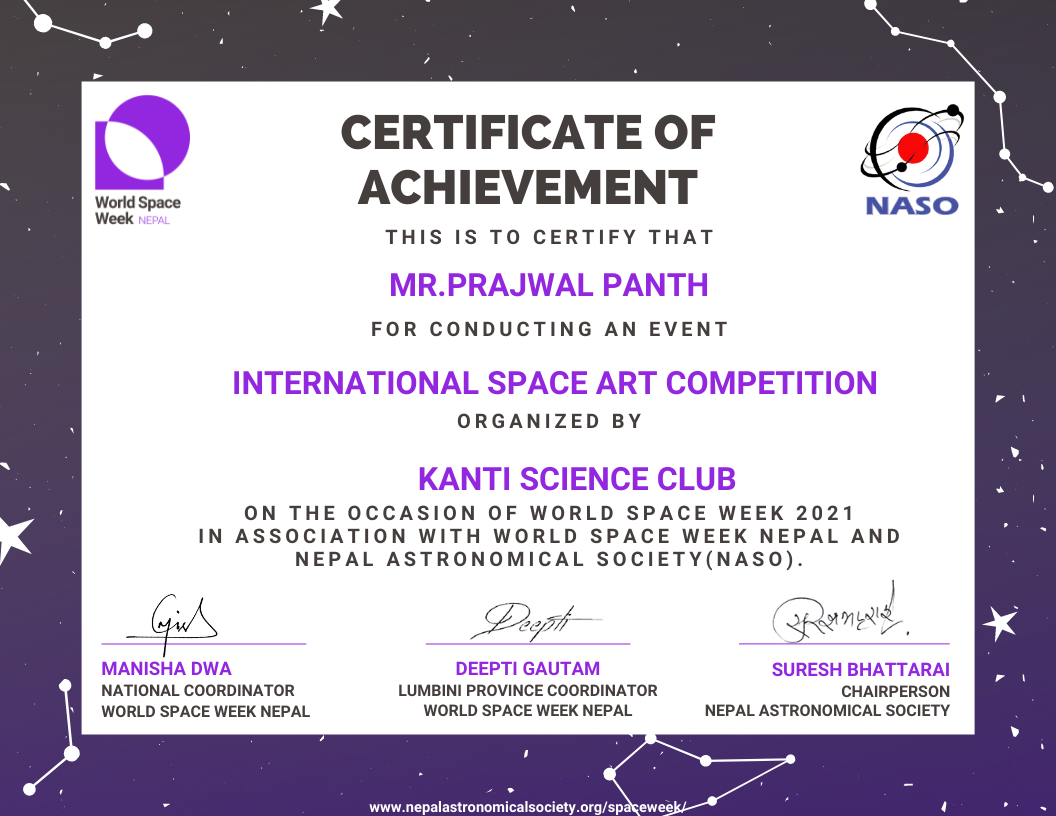 World Space
Week NEPAL
NASO
CERTIFICATE OF
ACHIEVEMENT
THIS IS TO CERTIFY THAT
MR.PRAJWAL PANTH
FOR CONDUCTING AN EVENT
INTERNATIONAL SPACE ART COMPETITION
ORGANIZED BY
KANTI SCIENCE CLUB
ON THE OCCASION OF WORLD SPACE WEEK 2021
IN ASSOCIATION WITH WORLD SPACE WEEK NEPAL AND
NEPAL ASTRONOMICAL SOCIETY(NASO).
Deepti
MANISHA DWA
NATIONAL COORDINATOR
WORLD SPACE WEEK NEPAL
DEEPTI GAUTAM
LUMBINI PROVINCE COORDINATOR
WORLD SPACE WEEK NEPAL
SURESH BHATTARAI
CHAIRPERSON
NEPAL ASTRONOMICAL SOCIETY
www.nepalastronomicalsociety.org/spaceweek/